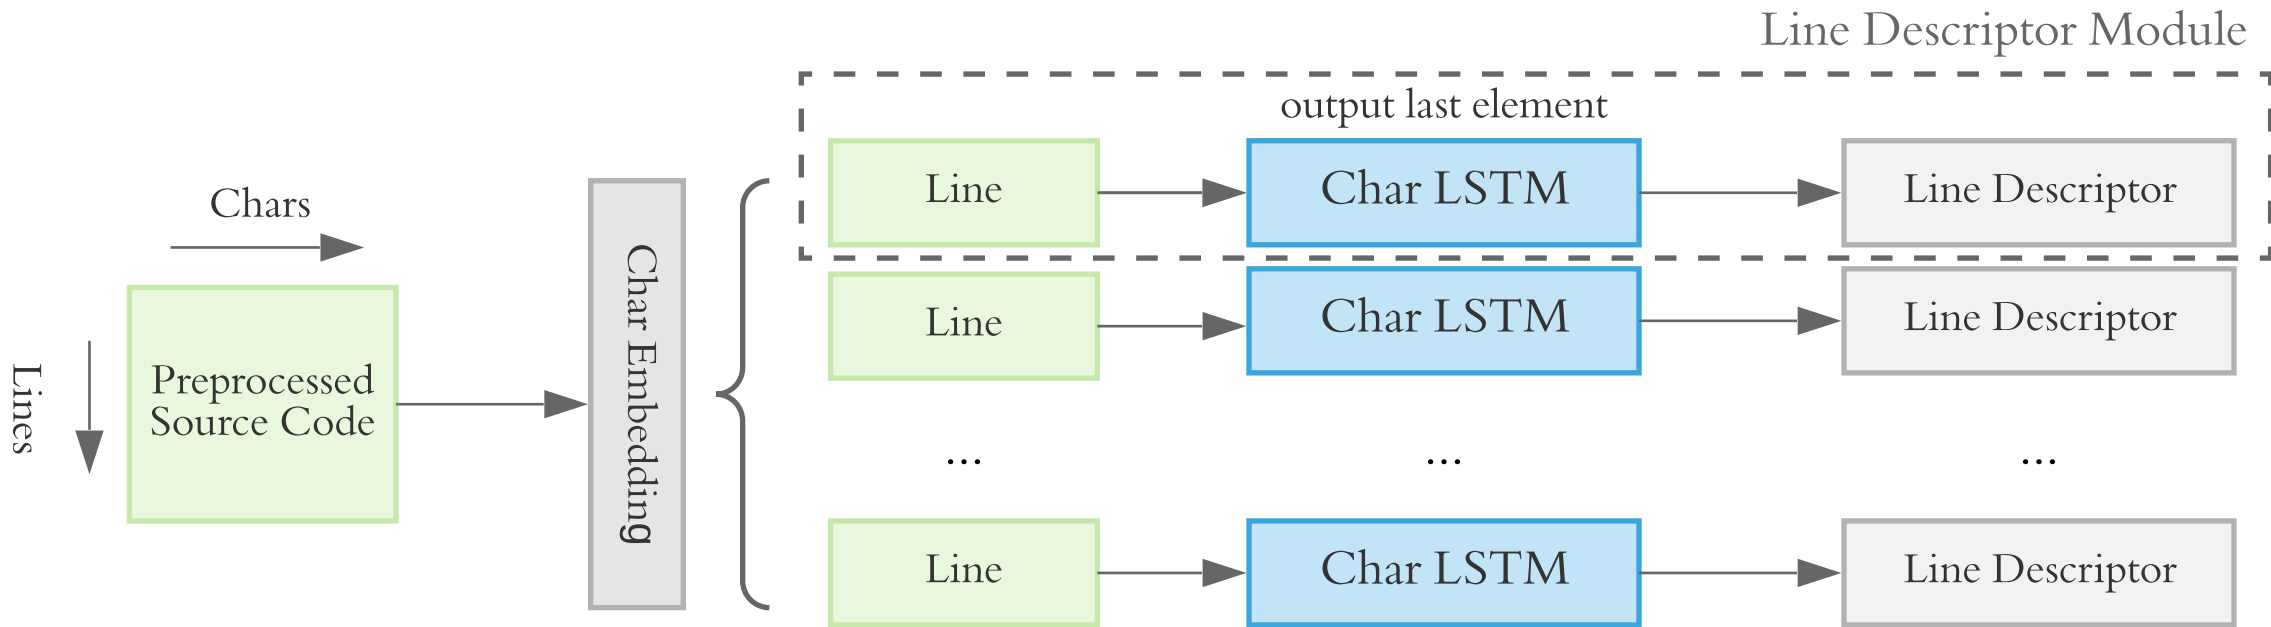 Line Descriptor Module
output last element
Chars
Lines
Preprocessed
Source Code
Char Embedding
Line
Char LSTM
Line Descriptor
Line
Char LSTM
Line Descriptor
...
...
...
Line
Char LSTM
Line Descriptor